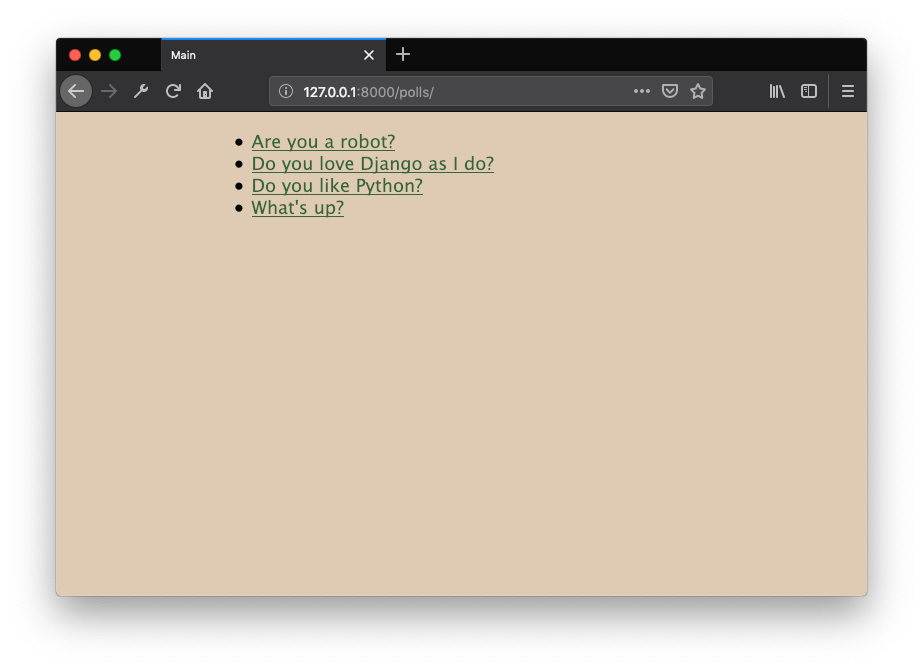 Main
127.0.0.1:8000/polls/
Are you a robot?
Do you love Django as I do?
Do you like Python?
What's up?